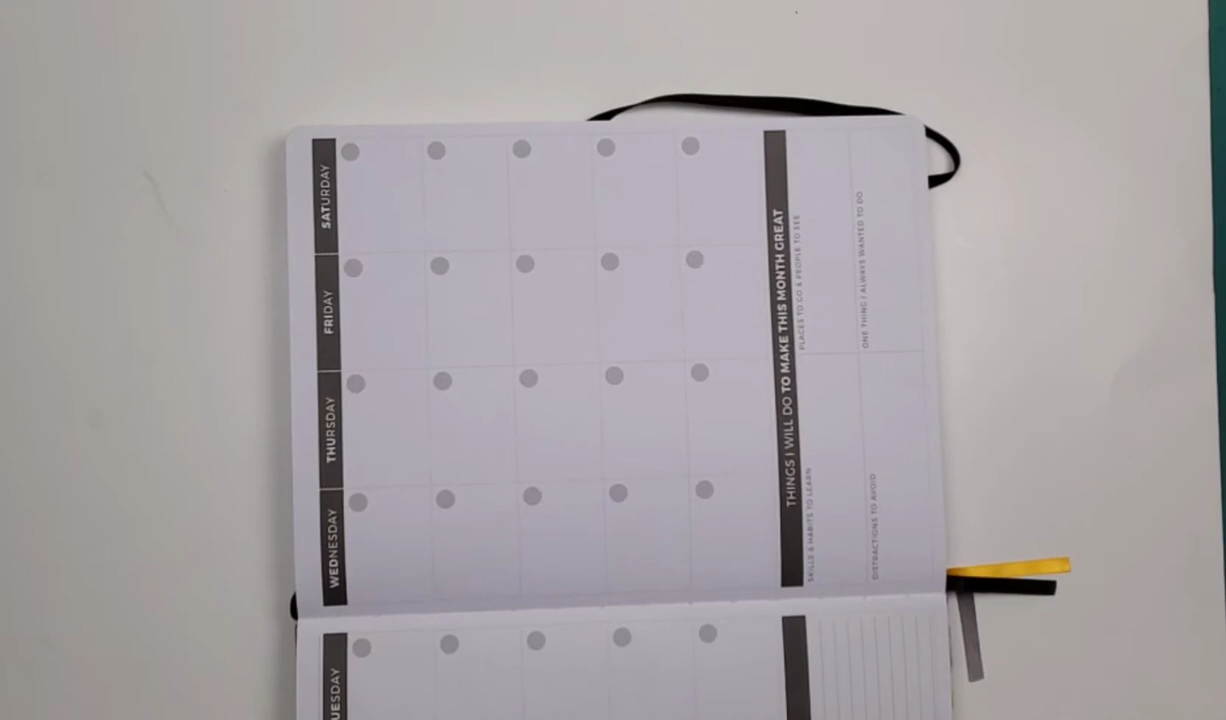 WEDNESDAY
THURSDAY
FRIDAY
SATURDAY
THINGS I WILL DO TO MAKE THIS MONTH GREAT
SKILLS & HABITS TO LEARN
PLACES TO GO & PEOPLE TO SEE
DISTRACTIONS TO AVOID
ONE THING I ALWAYS WANTED TO DO
UESDAY